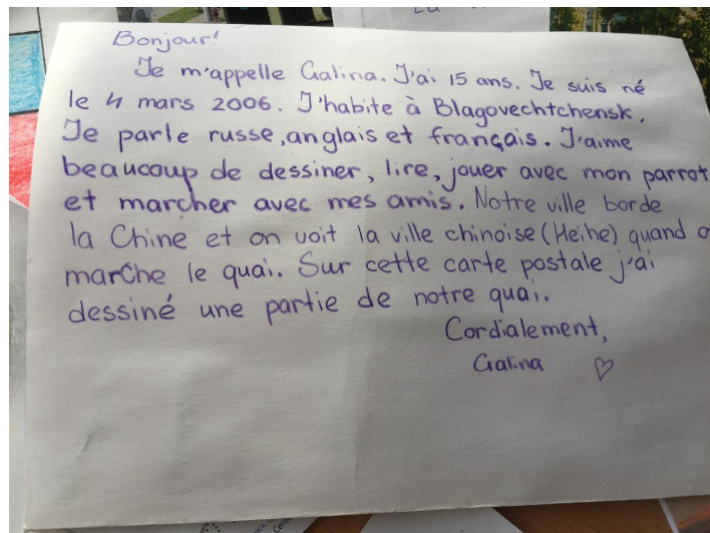 Bonjour!
Je m'appelle Galina. J'ai 15 ans. Je suis né
le 4 mars 2006. J'habite à Blagovechtchensk.
Je parle russe, anglais et français. J'aime
beaucoup de dessiner, lire, jouer avec mon parrot
et marcher avec mes amis. Notre ville borde
la Chine et on voit la ville chinoise (Heihe) quand o
marche le quai. Sur cette carte postale j'ai
dessiné une partie de notre quai.
Cordialement,
Galina ♡